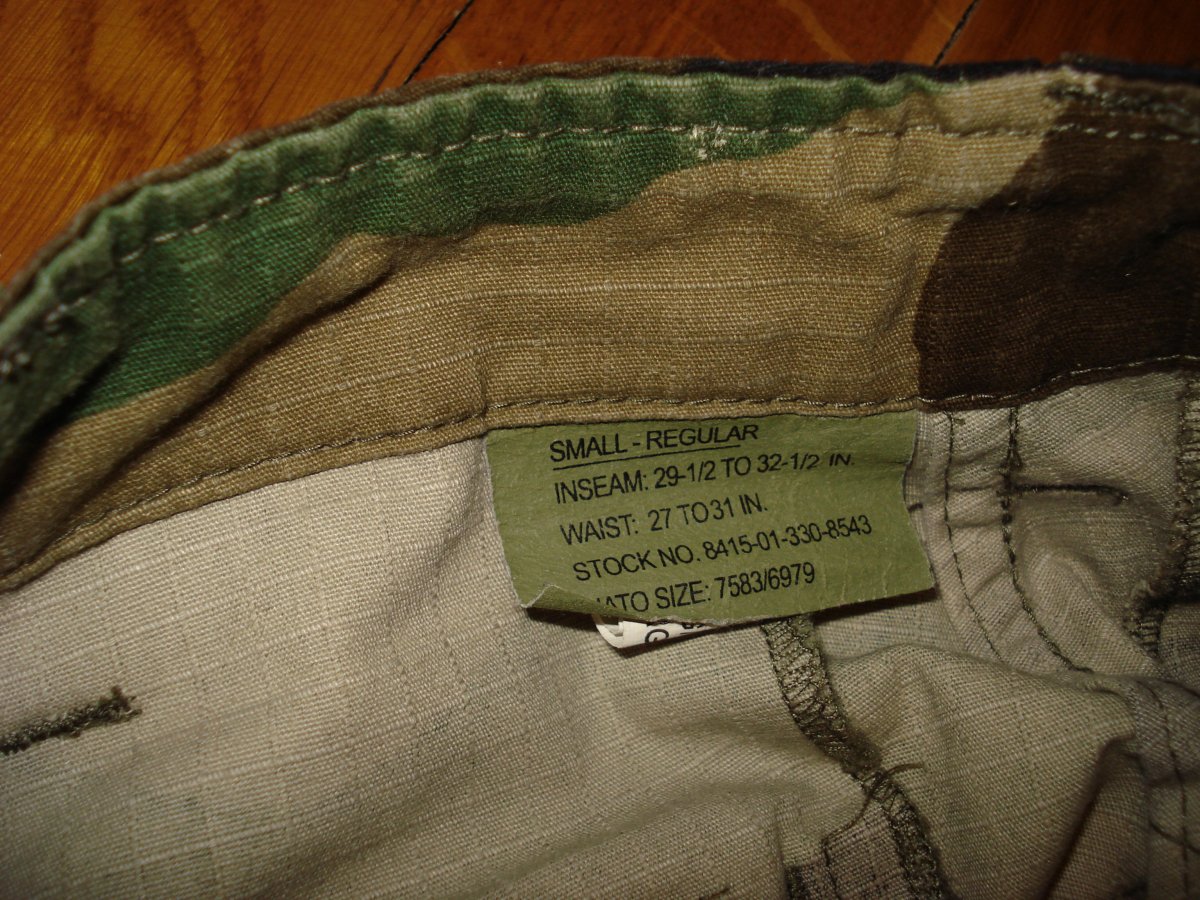 SMALL - REGULAR
INSEAM: 29-1/2 TO 32-1/2 IN.
WAIST: 27 TO 31 IN.
STOCK NO. 8415-01-330-8543
NATO SIZE: 7583/6979